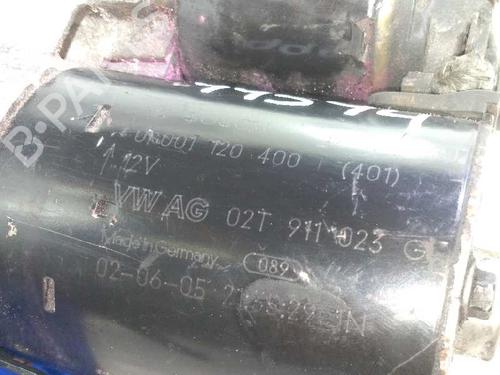 B-PARTS
0 001 120 400 (401)
12V
VW AG 02T 911 023 G
Made in Germany 089
02-06-05